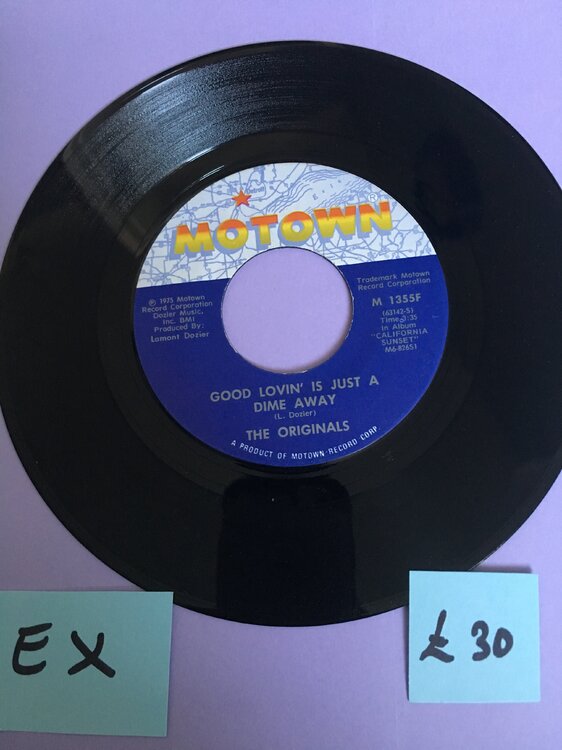 MOTOWN
®
Trademark Motown
Record Corporation
℗ 1975 Motown
Record Corporation
Dozier Music,
Inc. BMI
Produced By:
Lamont Dozier
M 1355F
(63142-S)
Time 3:35
In Album
"CALIFORNIA
SUNSET"
M6-826S1
GOOD LOVIN' IS JUST A
DIME AWAY
(L. Dozier)
THE ORIGINALS
A PRODUCT OF MOTOWN RECORD CORP.
EX
£30